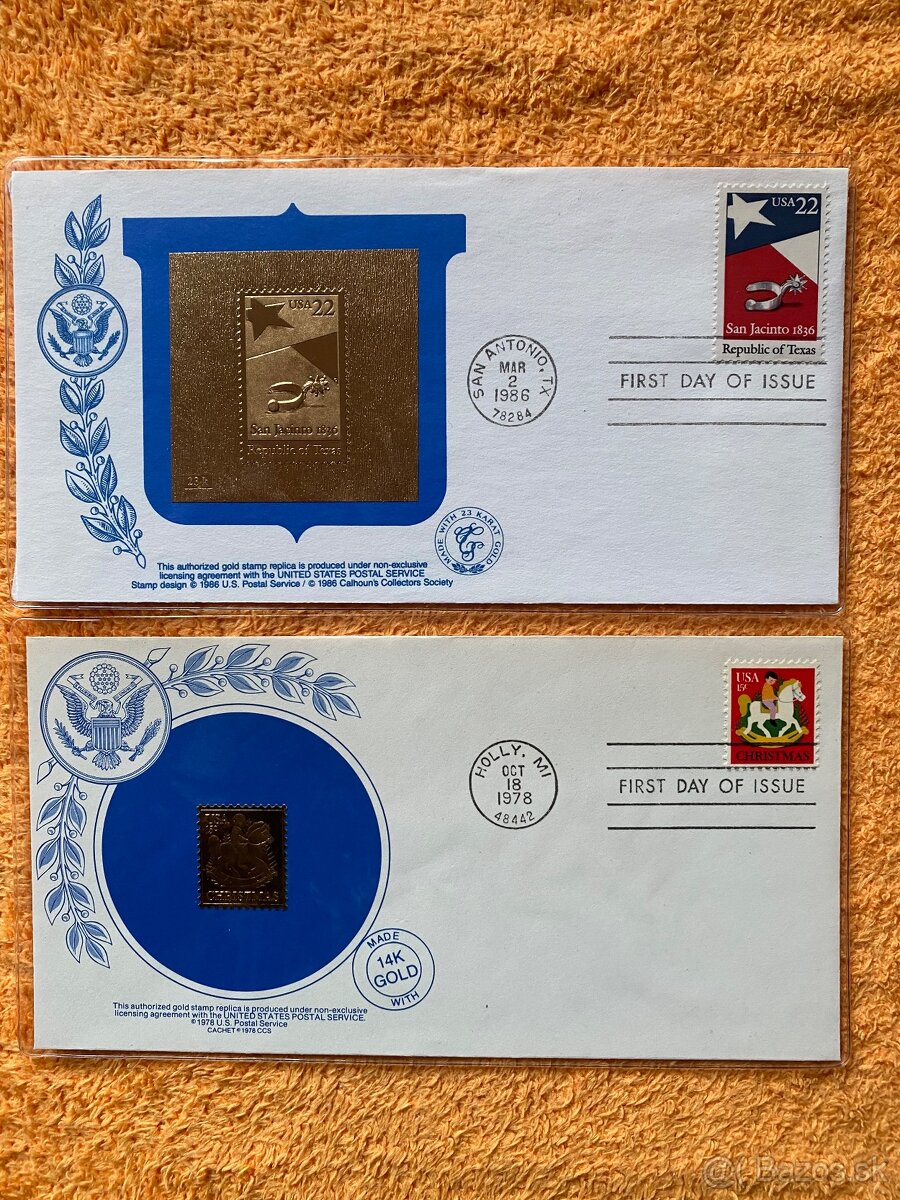 USA 22
San Jacinto 1836
Republic of Texas
23k
SAN ANTONIO, TX
MAR
2
1986
78284
USA 22
San Jacinto 1836
Republic of Texas
FIRST DAY OF ISSUE
MADE WITH 23 KARAT GOLD
This authorized gold stamp replica is produced under non-exclusive
licensing agreement with the UNITED STATES POSTAL SERVICE
Stamp design © 1986 U.S. Postal Service / © 1986 Calhoun's Collectors Society
USA
15¢
CHRISTMAS
HOLLY, MI
OCT
18
1978
48442
USA
15¢
CHRISTMAS
FIRST DAY OF ISSUE
MADE
14K
GOLD
WITH
This authorized gold stamp replica is produced under non-exclusive
licensing agreement with the UNITED STATES POSTAL SERVICE.
© 1978 U.S. Postal Service
CACHET © 1978 CCS
Bazos.sk